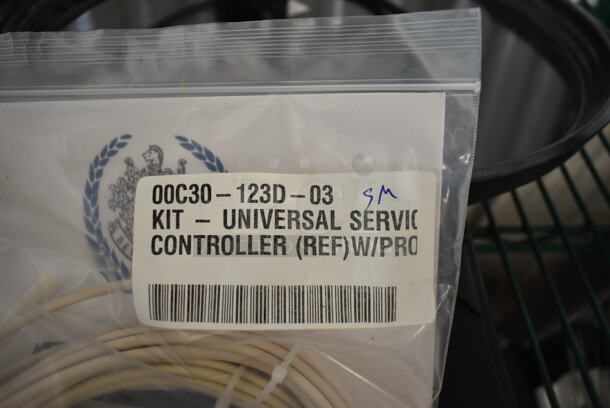 00C30-123D-03 SM
KIT - UNIVERSAL SERVIC
CONTROLLER (REF)W/PRO